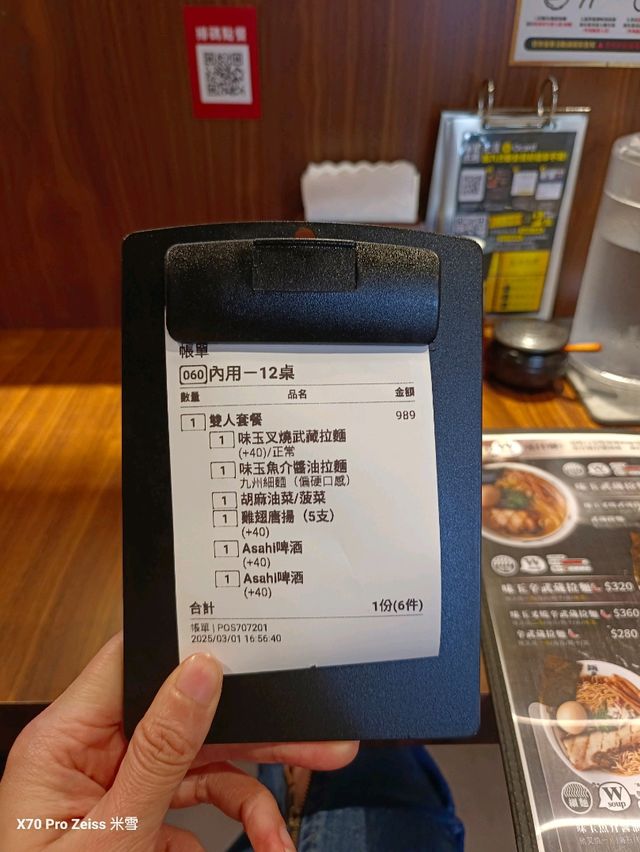 掃碼點餐
帳單
060 內用－12桌
數量 品名 金額
1 雙人套餐 989
1 味玉叉燒武藏拉麵
(+40)/正常
1 味玉魚介醬油拉麵
九州細麵（偏硬口感）
1 胡麻油菜/菠菜
1 雞翅唐揚（5支）
(+40)
1 Asahi啤酒
(+40)
1 Asahi啤酒
(+40)
合計 1份(6件)
帳單 | POS707201
2025/03/01 16:56:40
$320
$360
辛武藏拉麵 $280
W
soup
X70 Pro Zeiss 米雪